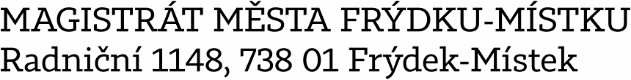 MAGISTRÁT MĚSTA FRÝDKU-MÍSTKU
Radniční 1148, 738 01 Frýdek-Místek